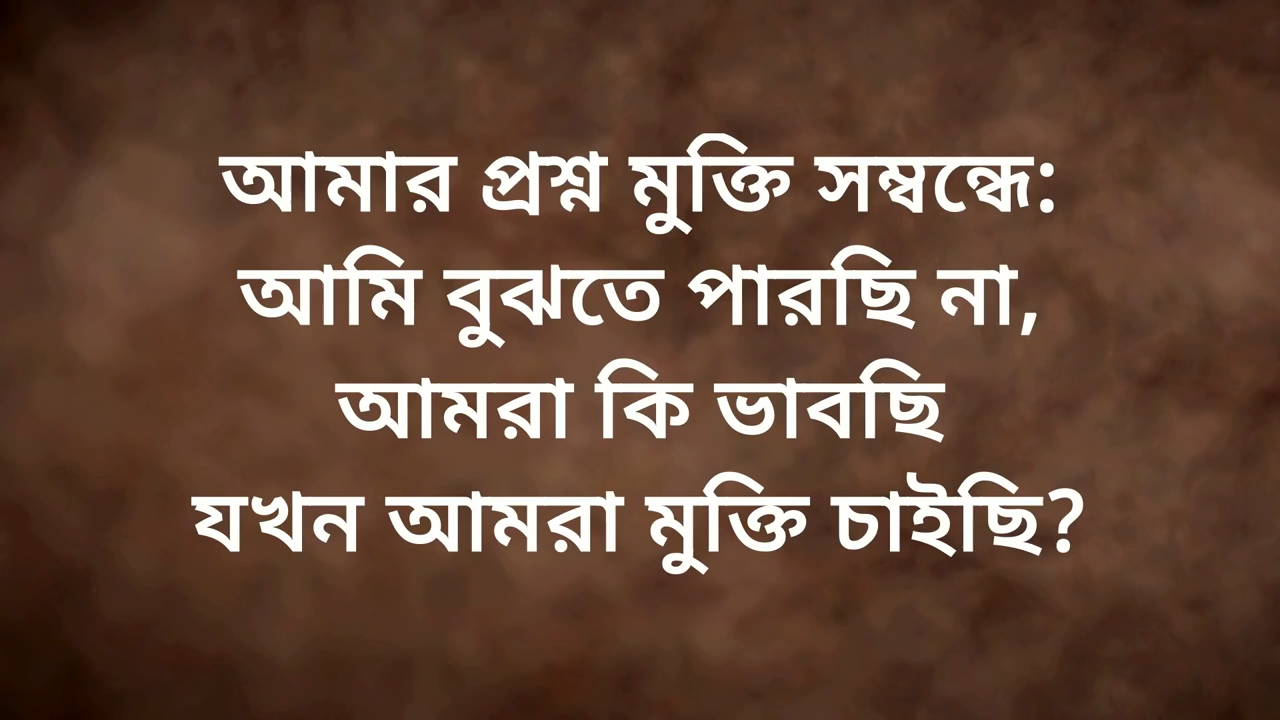 আমার প্রশ্ন মুক্তি সম্বন্ধে:
আমি বুঝতে পারছি না,
আমরা কি ভাবছি
যখন আমরা মুক্তি চাইছি?